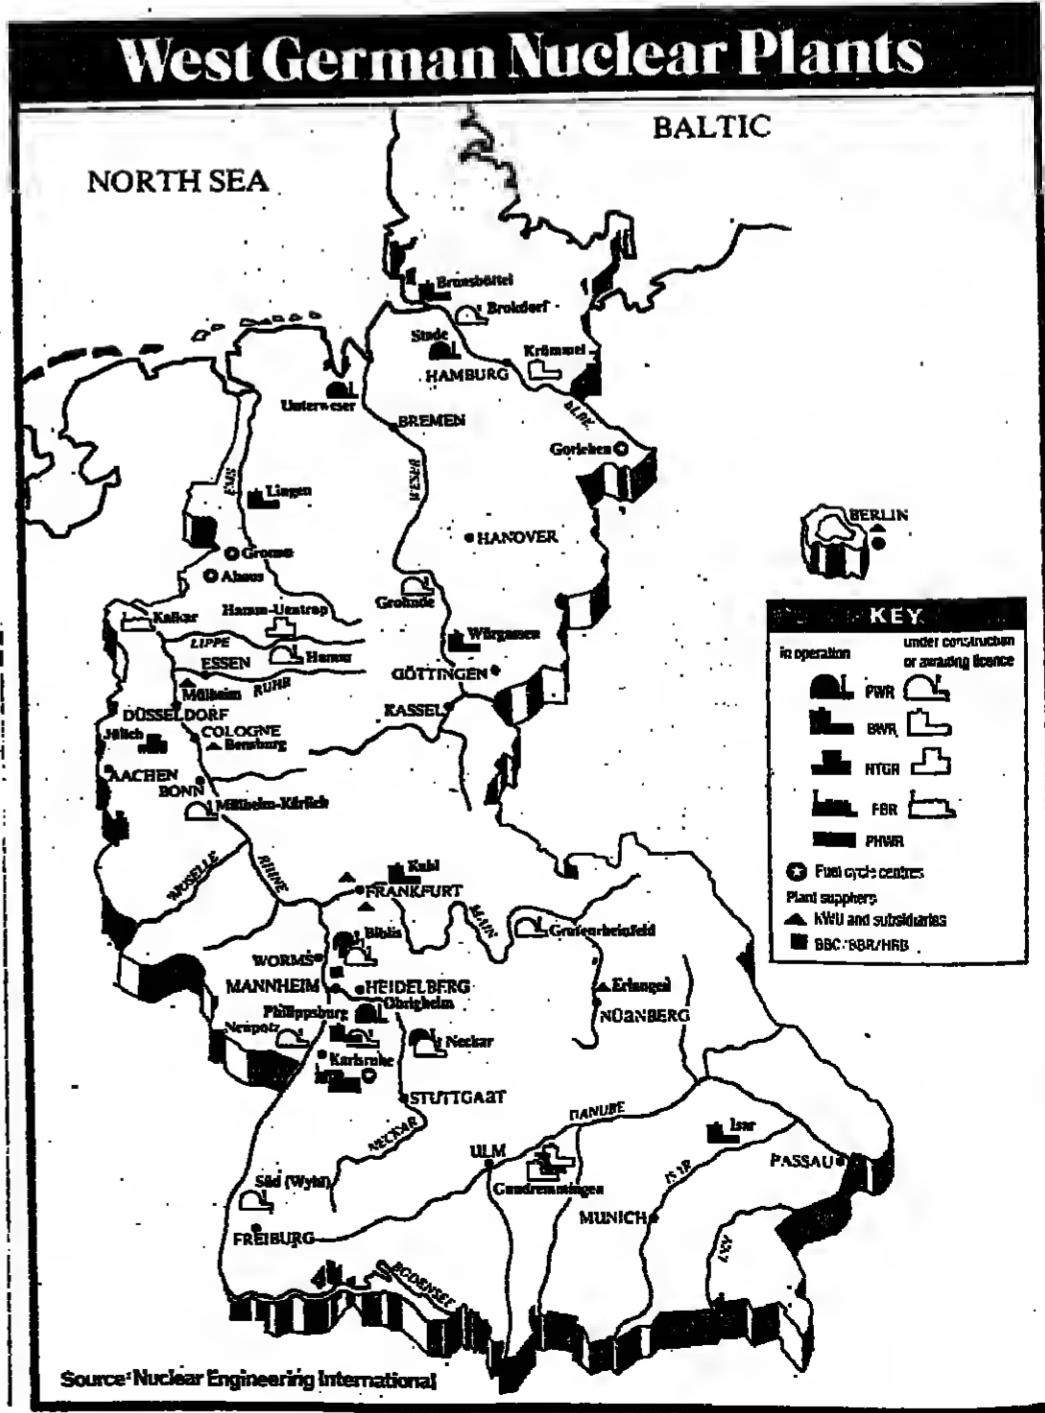 West German Nuclear Plants
BALTIC
NORTH SEA
Brunsbüttel
Brokdorf
Stade
Krümmel
HAMBURG
Unterweser
ELBE
BREMEN
Gorleben
EMS
WESER
Lingen
BERLIN
HANOVER
Gronau
Ahaus
Grohnde
Kalkar
Hamm-Uentrop
LIPPE
Hamm
Würgassen
ESSEN
RUHR
Mülheim
GÖTTINGEN
DÜSSELDORF
KASSEL
Jülich
COLOGNE
Bensburg
AACHEN
BONN
Mülheim-Kärlich
MOSELLE
RHINE
Kahl
FRANKFURT
MAIN
Biblis
Grafenrheinfeld
WORMS
MANNHEIM
HEIDELBERG
Obrigheim
Erlangen
Philippsburg
NÜRNBERG
Neupotz
Neckar
Karlsruhe
STUTTGART
DANUBE
NECKAR
Isar
ULM
ISAR
PASSAU
Süd (Wyhl)
Gundremmingen
MUNICH
FREIBURG
INN
BODENSEE
KEY
in operation
under construction
or awaiting licence
PWR
BWR
HTGR
FBR
PHWR
Fuel cycle centres
Plant suppliers
KWU and subsidiaries
BBC/BBR/HRB
Source: Nuclear Engineering International